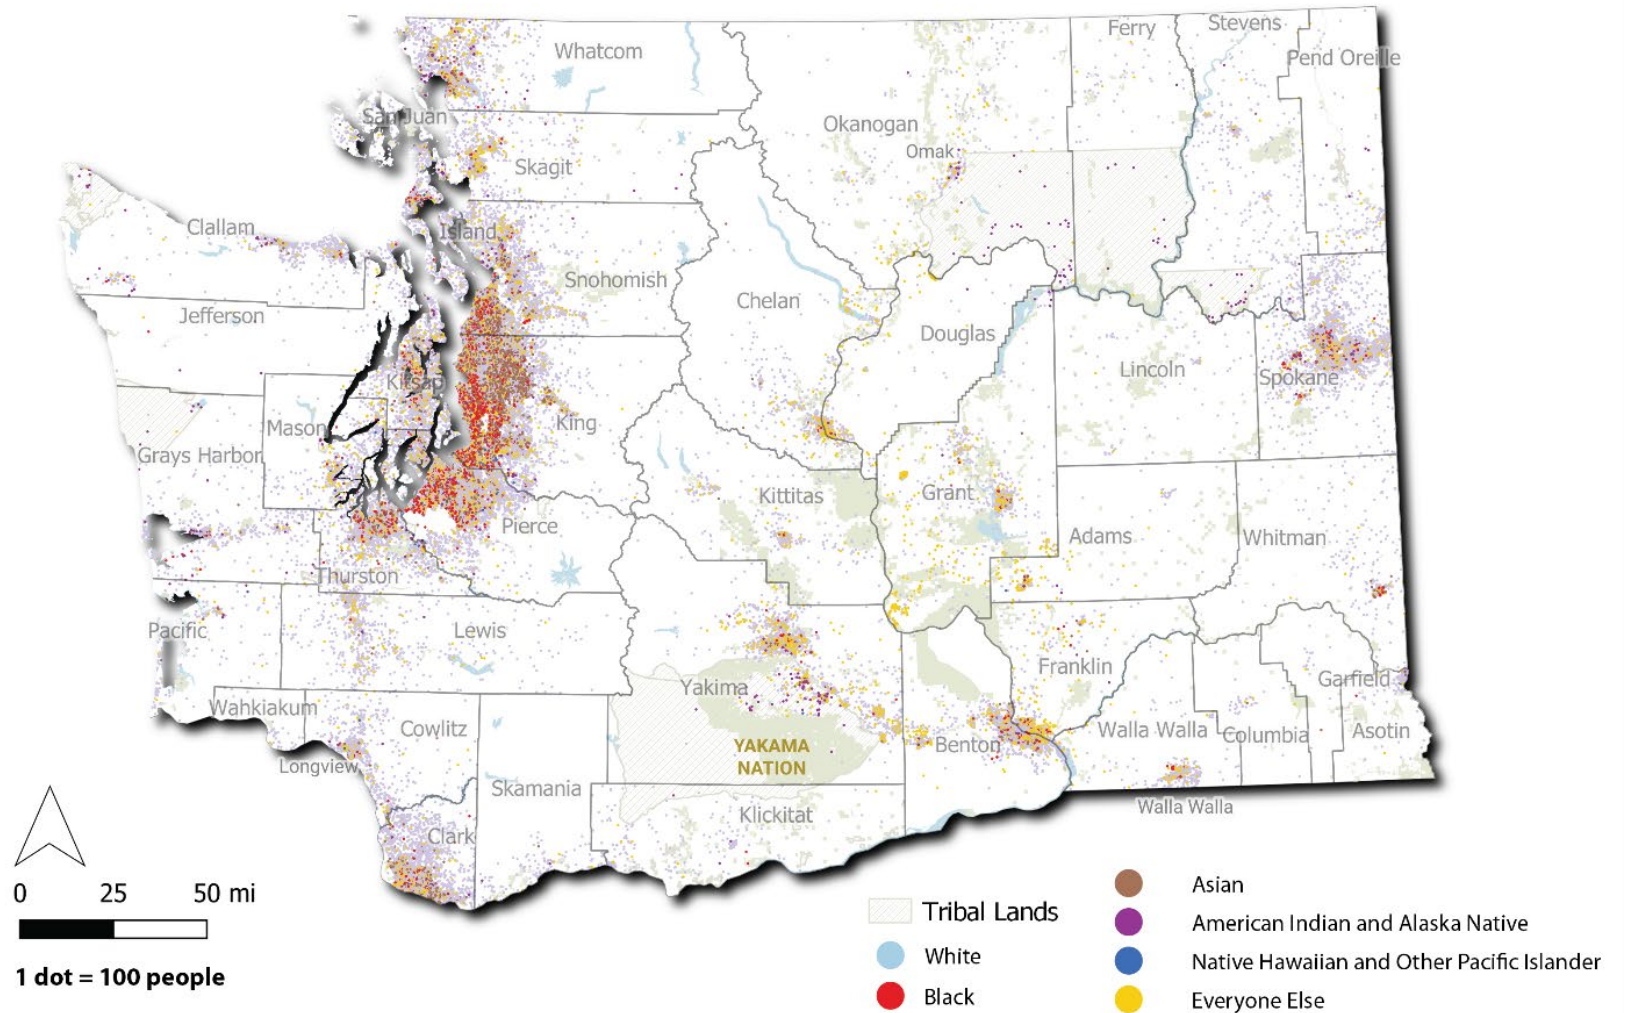 Ferry
Stevens
Whatcom
Pend Oreille
San Juan
Okanogan
Omak
Skagit
Clallam
Island
Snohomish
Chelan
Jefferson
Douglas
Lincoln
Spokane
Kitsap
King
Mason
Grays Harbor
Kittitas
Grant
Pierce
Adams
Whitman
Thurston
Pacific
Lewis
Franklin
Garfield
Yakima
Wahkiakum
Cowlitz
Walla Walla
Columbia
Asotin
YAKAMA
NATION
Benton
Longview
Skamania
Klickitat
Walla Walla
Clark
0 25 50 mi
1 dot = 100 people
Tribal Lands
White
Black
Asian
American Indian and Alaska Native
Native Hawaiian and Other Pacific Islander
Everyone Else